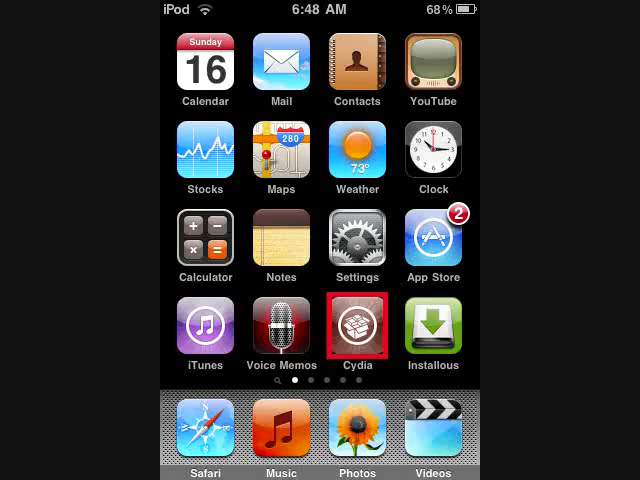 iPod 6:48 AM 68%
Sunday
16
Calendar Mail Contacts YouTube
280
73°
Stocks Maps Weather Clock
2
Calculator Notes Settings App Store
iTunes Voice Memos Cydia Installous
Safari Music Photos Videos